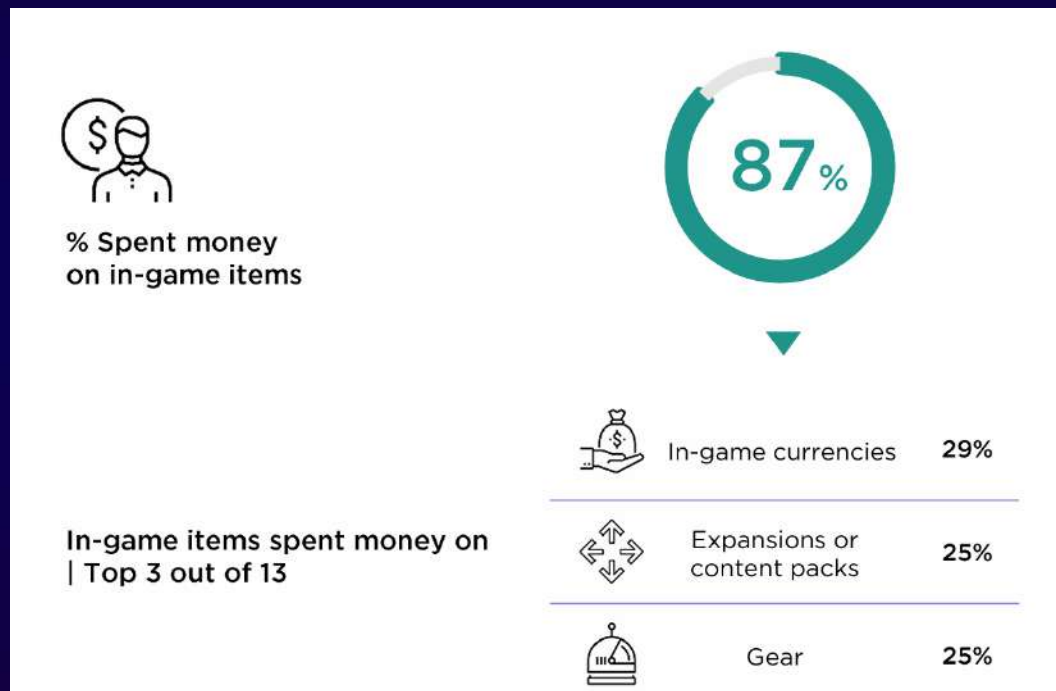 87%
% Spent money
on in-game items
In-game currencies 29%
In-game items spent money on
| Top 3 out of 13
Expansions or
content packs 25%
Gear 25%